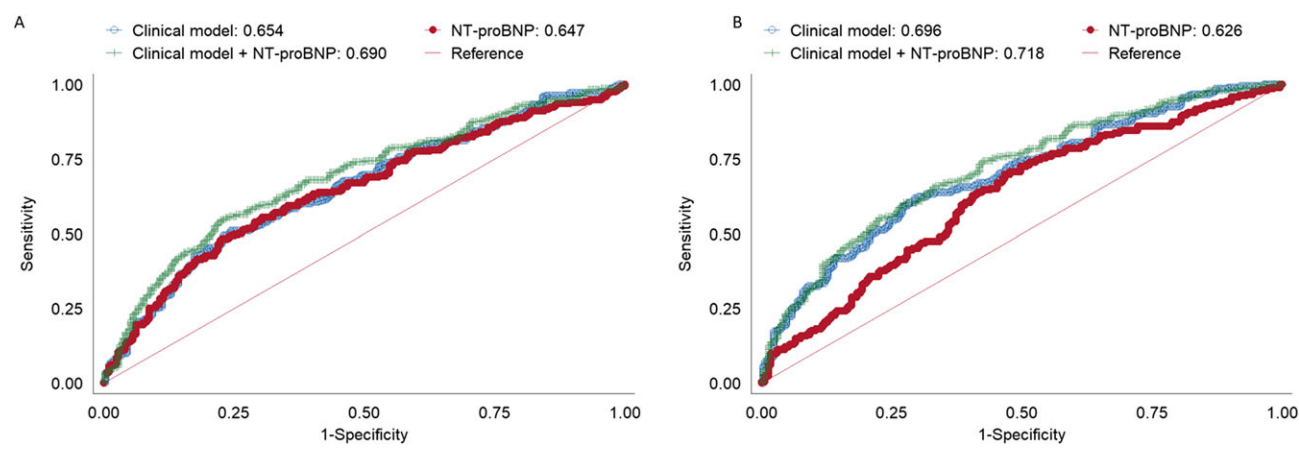 A
Clinical model: 0.654
NT-proBNP: 0.647
Clinical model + NT-proBNP: 0.690
Reference
1.00
0.75
0.50
0.25
0.00
Sensitivity
0.00 0.25 0.50 0.75 1.00
1-Specificity
B
Clinical model: 0.696
NT-proBNP: 0.626
Clinical model + NT-proBNP: 0.718
Reference
1.00
0.75
0.50
0.25
0.00
Sensitivity
0.00 0.25 0.50 0.75 1.00
1-Specificity